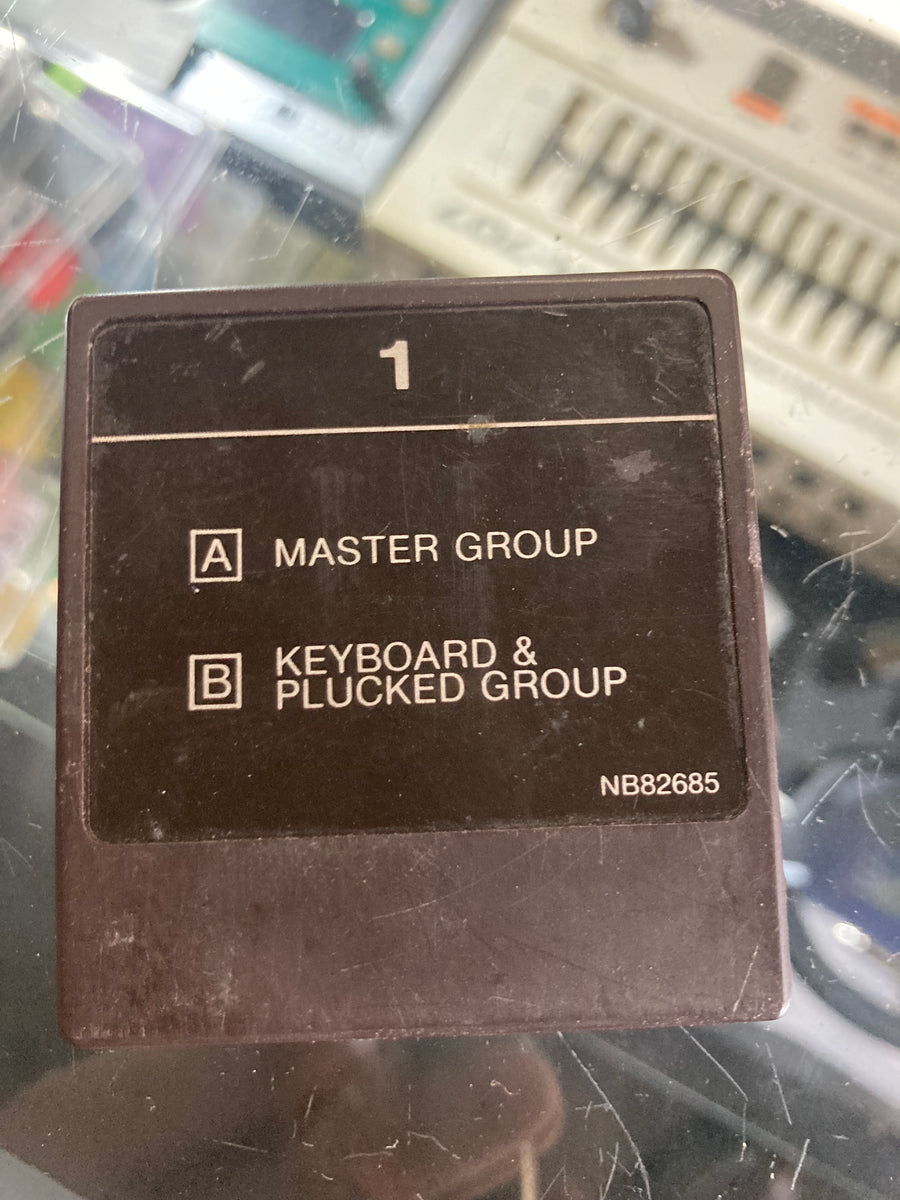 1
A MASTER GROUP
B KEYBOARD &
PLUCKED GROUP
NB82685